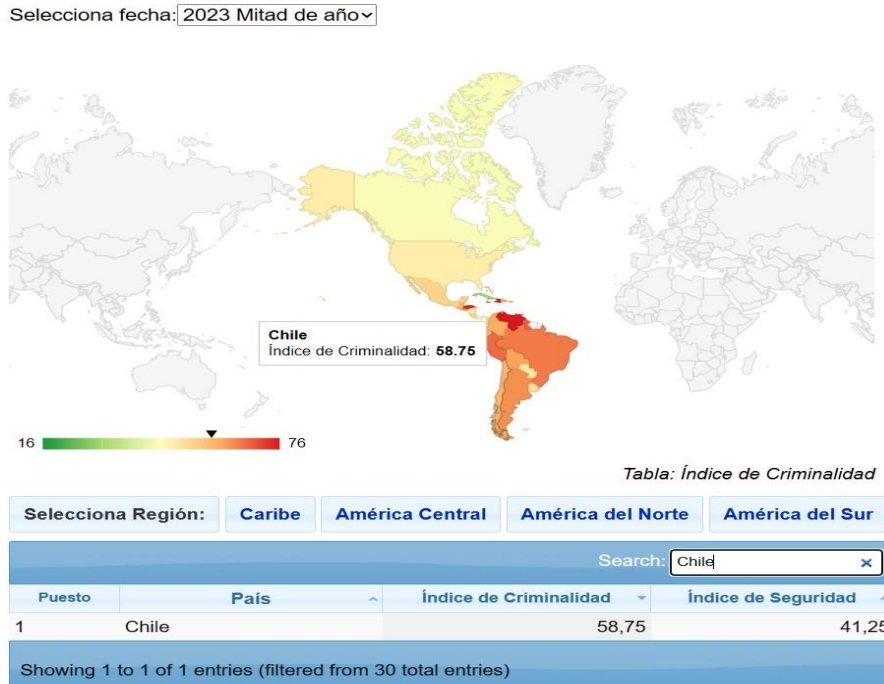 Selecciona fecha: 2023 Mitad de año
Chile
Índice de Criminalidad: 58.75
16 76
Tabla: Índice de Criminalidad
Selecciona Región: Caribe América Central América del Norte América del Sur
Search: Chile ×
Puesto País Índice de Criminalidad Índice de Seguridad
1 Chile 58,75 41,25
Showing 1 to 1 of 1 entries (filtered from 30 total entries)